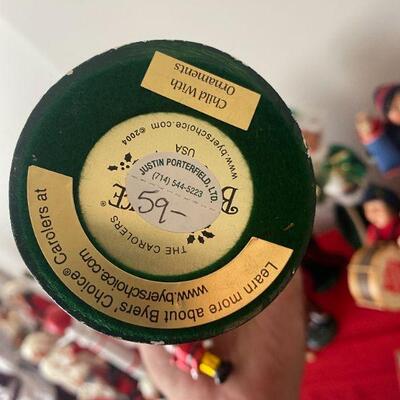 Child With
Ornaments
www.byerschoice.com ©2004
USA
JUSTIN PORTERFIELD, LTD.
(714) 544-5223
59-
B
CE
®
THE CAROLERS
Learn more about Byers' Choice® Carolers at
www.byerschoice.com